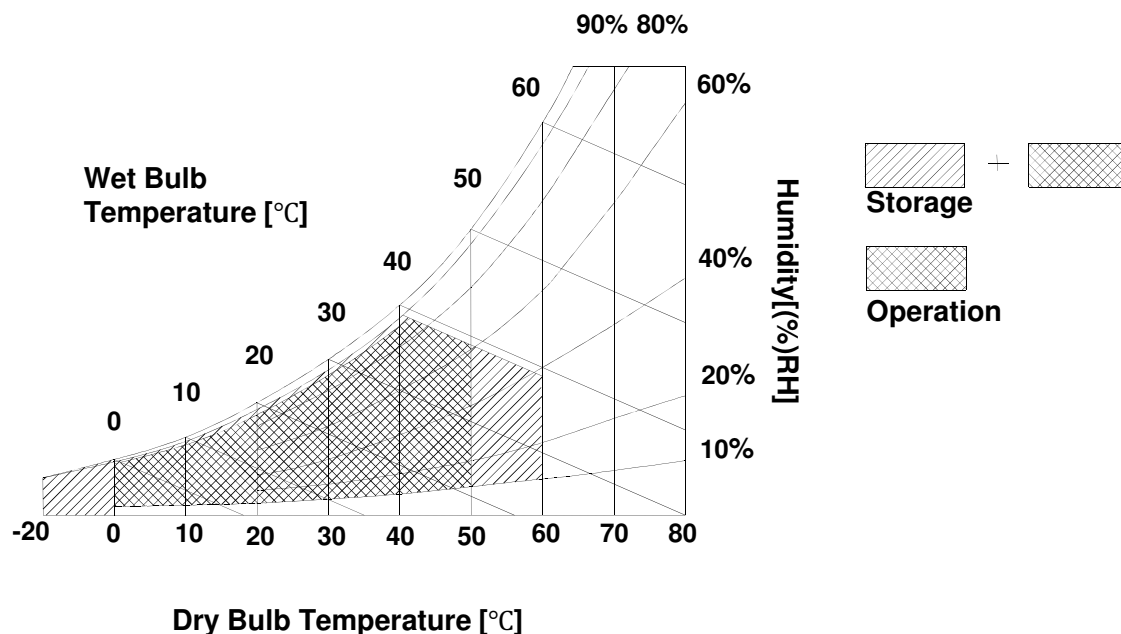 90% 80%
60
60%
50
Wet Bulb
Temperature [℃]
Storage
+
40
40%
Humidity[(%)RH]
30
Operation
20
20%
10
0
10%
-20 0 10 20 30 40 50 60 70 80
Dry Bulb Temperature [℃]